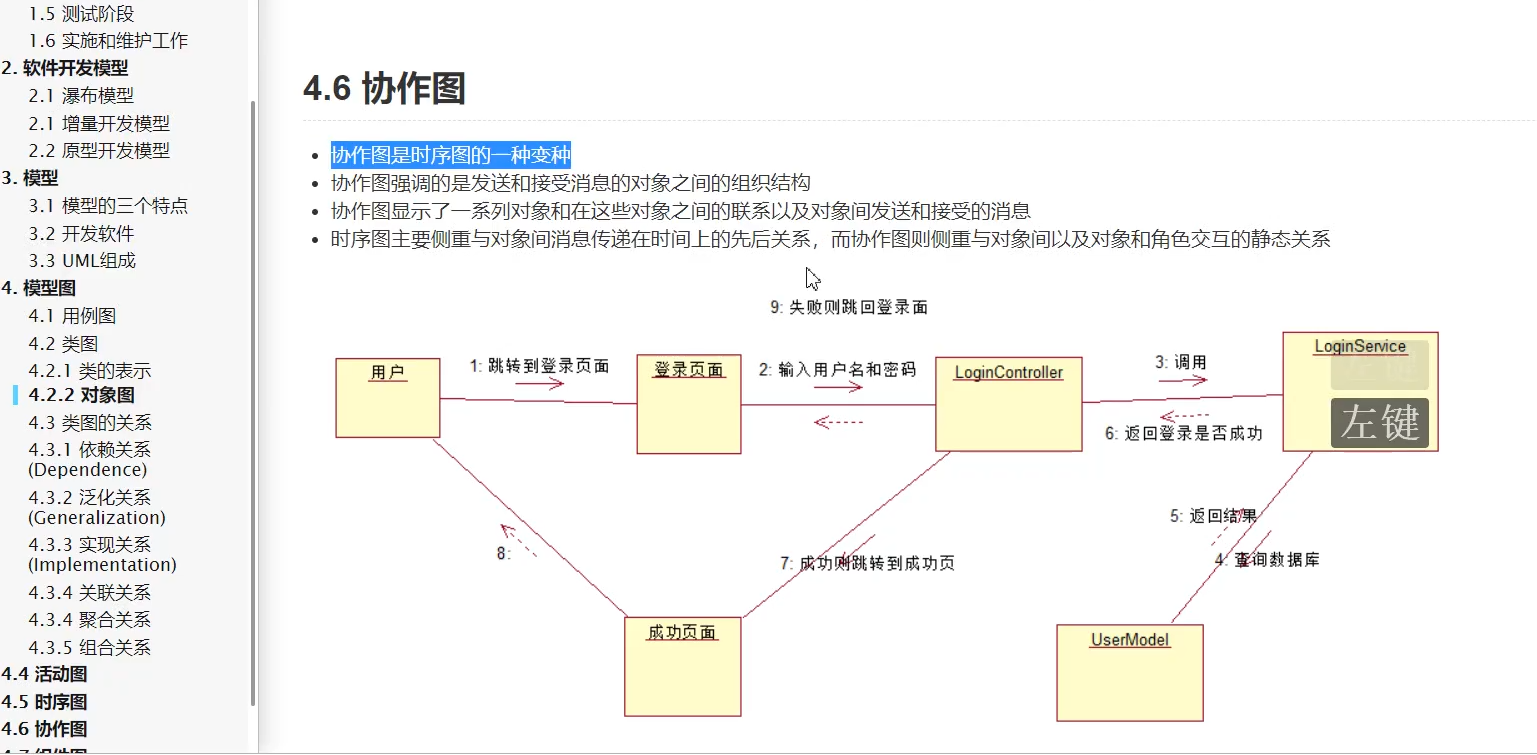 1.5 测试阶段
1.6 实施和维护工作
2. 软件开发模型
2.1 瀑布模型
2.1 增量开发模型
2.2 原型开发模型
3. 模型
3.1 模型的三个特点
3.2 开发软件
3.3 UML组成
4. 模型图
4.1 用例图
4.2 类图
4.2.1 类的表示
4.2.2 对象图
4.3 类图的关系
4.3.1 依赖关系
(Dependence)
4.3.2 泛化关系
(Generalization)
4.3.3 实现关系
(Implementation)
4.3.4 关联关系
4.3.4 聚合关系
4.3.5 组合关系
4.4 活动图
4.5 时序图
4.6 协作图
4.7 组件图
4.6 协作图
协作图是时序图的一种变种
协作图强调的是发送和接受消息的对象之间的组织结构
协作图显示了一系列对象和在这些对象之间的联系以及对象间发送和接受的消息
时序图主要侧重与对象间消息传递在时间上的先后关系，而协作图则侧重与对象间以及对象和角色交互的静态关系
9: 失败则跳回登录面
用户
1: 跳转到登录页面
登录页面
2: 输入用户名和密码
LoginController
3: 调用
LoginService
左键
6: 返回登录是否成功
5: 返回结果
4: 查询数据库
8:
7: 成功则跳转到成功页
成功页面
UserModel